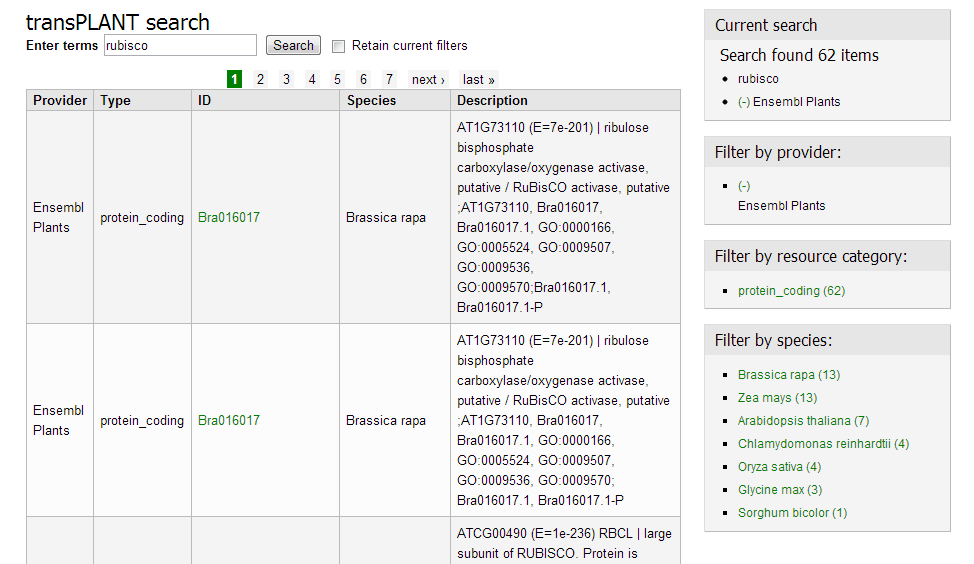 transPLANT search
Enter terms rubisco Search Retain current filters
1 2 3 4 5 6 7 next › last »
Provider Type ID Species Description
Ensembl Plants protein_coding Bra016017 Brassica rapa
AT1G73110 (E=7e-201) | ribulose
bisphosphate
carboxylase/oxygenase activase,
putative / RuBisCO activase, putative
;AT1G73110, Bra016017,
Bra016017.1, GO:0000166,
GO:0005524, GO:0009507,
GO:0009536,
GO:0009570;Bra016017.1,
Bra016017.1-P
Ensembl Plants protein_coding Bra016017 Brassica rapa
AT1G73110 (E=7e-201) | ribulose
bisphosphate
carboxylase/oxygenase activase,
putative / RuBisCO activase, putative
;AT1G73110, Bra016017,
Bra016017.1, GO:0000166,
GO:0005524, GO:0009507,
GO:0009536, GO:0009570;
Bra016017.1, Bra016017.1-P
ATCG00490 (E=1e-236) RBCL | large
subunit of RUBISCO. Protein is
Current search
Search found 62 items
rubisco
(-) Ensembl Plants
Filter by provider:
(-)
Ensembl Plants
Filter by resource category:
protein_coding (62)
Filter by species:
Brassica rapa (13)
Zea mays (13)
Arabidopsis thaliana (7)
Chlamydomonas reinhardtii (4)
Oryza sativa (4)
Glycine max (3)
Sorghum bicolor (1)